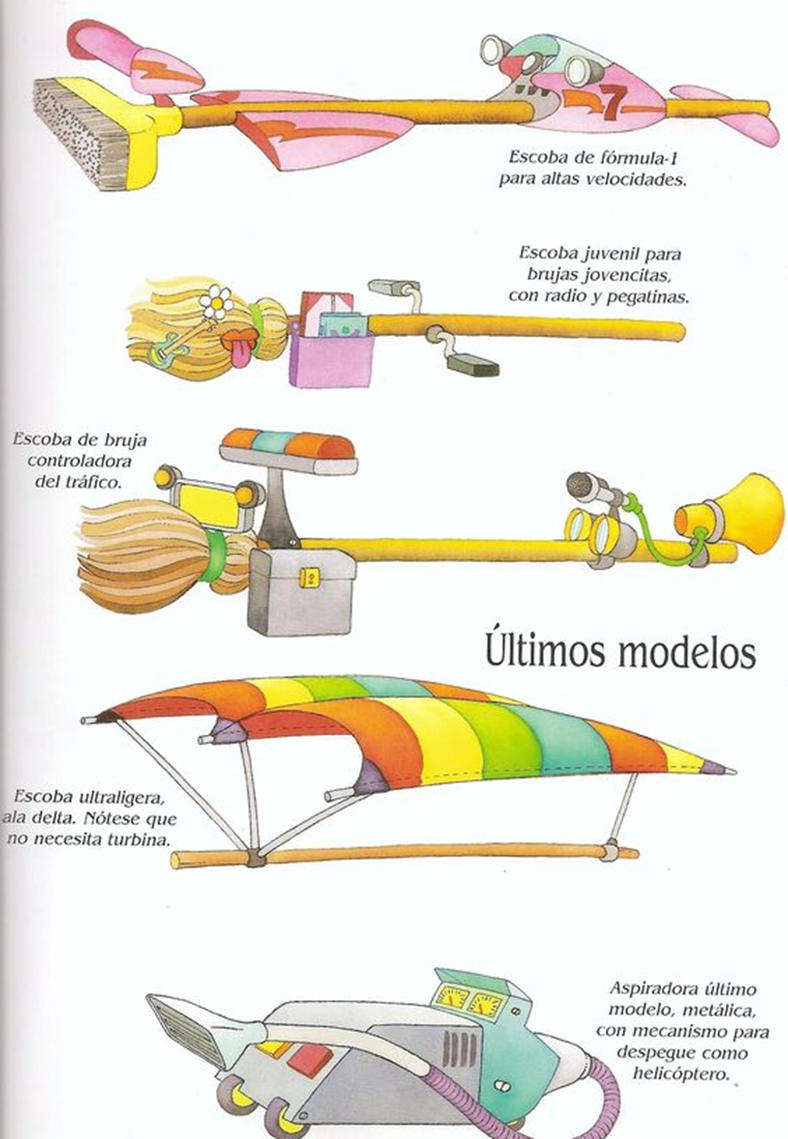 7
Escoba de fórmula-1
para altas velocidades.
Escoba juvenil para
brujas jovencitas,
con radio y pegatinas.
Escoba de bruja
controladora
del tráfico.
Últimos modelos
Escoba ultraligera,
ala delta. Nótese que
no necesita turbina.
Aspiradora último
modelo, metálica,
con mecanismo para
despegue como
helicóptero.